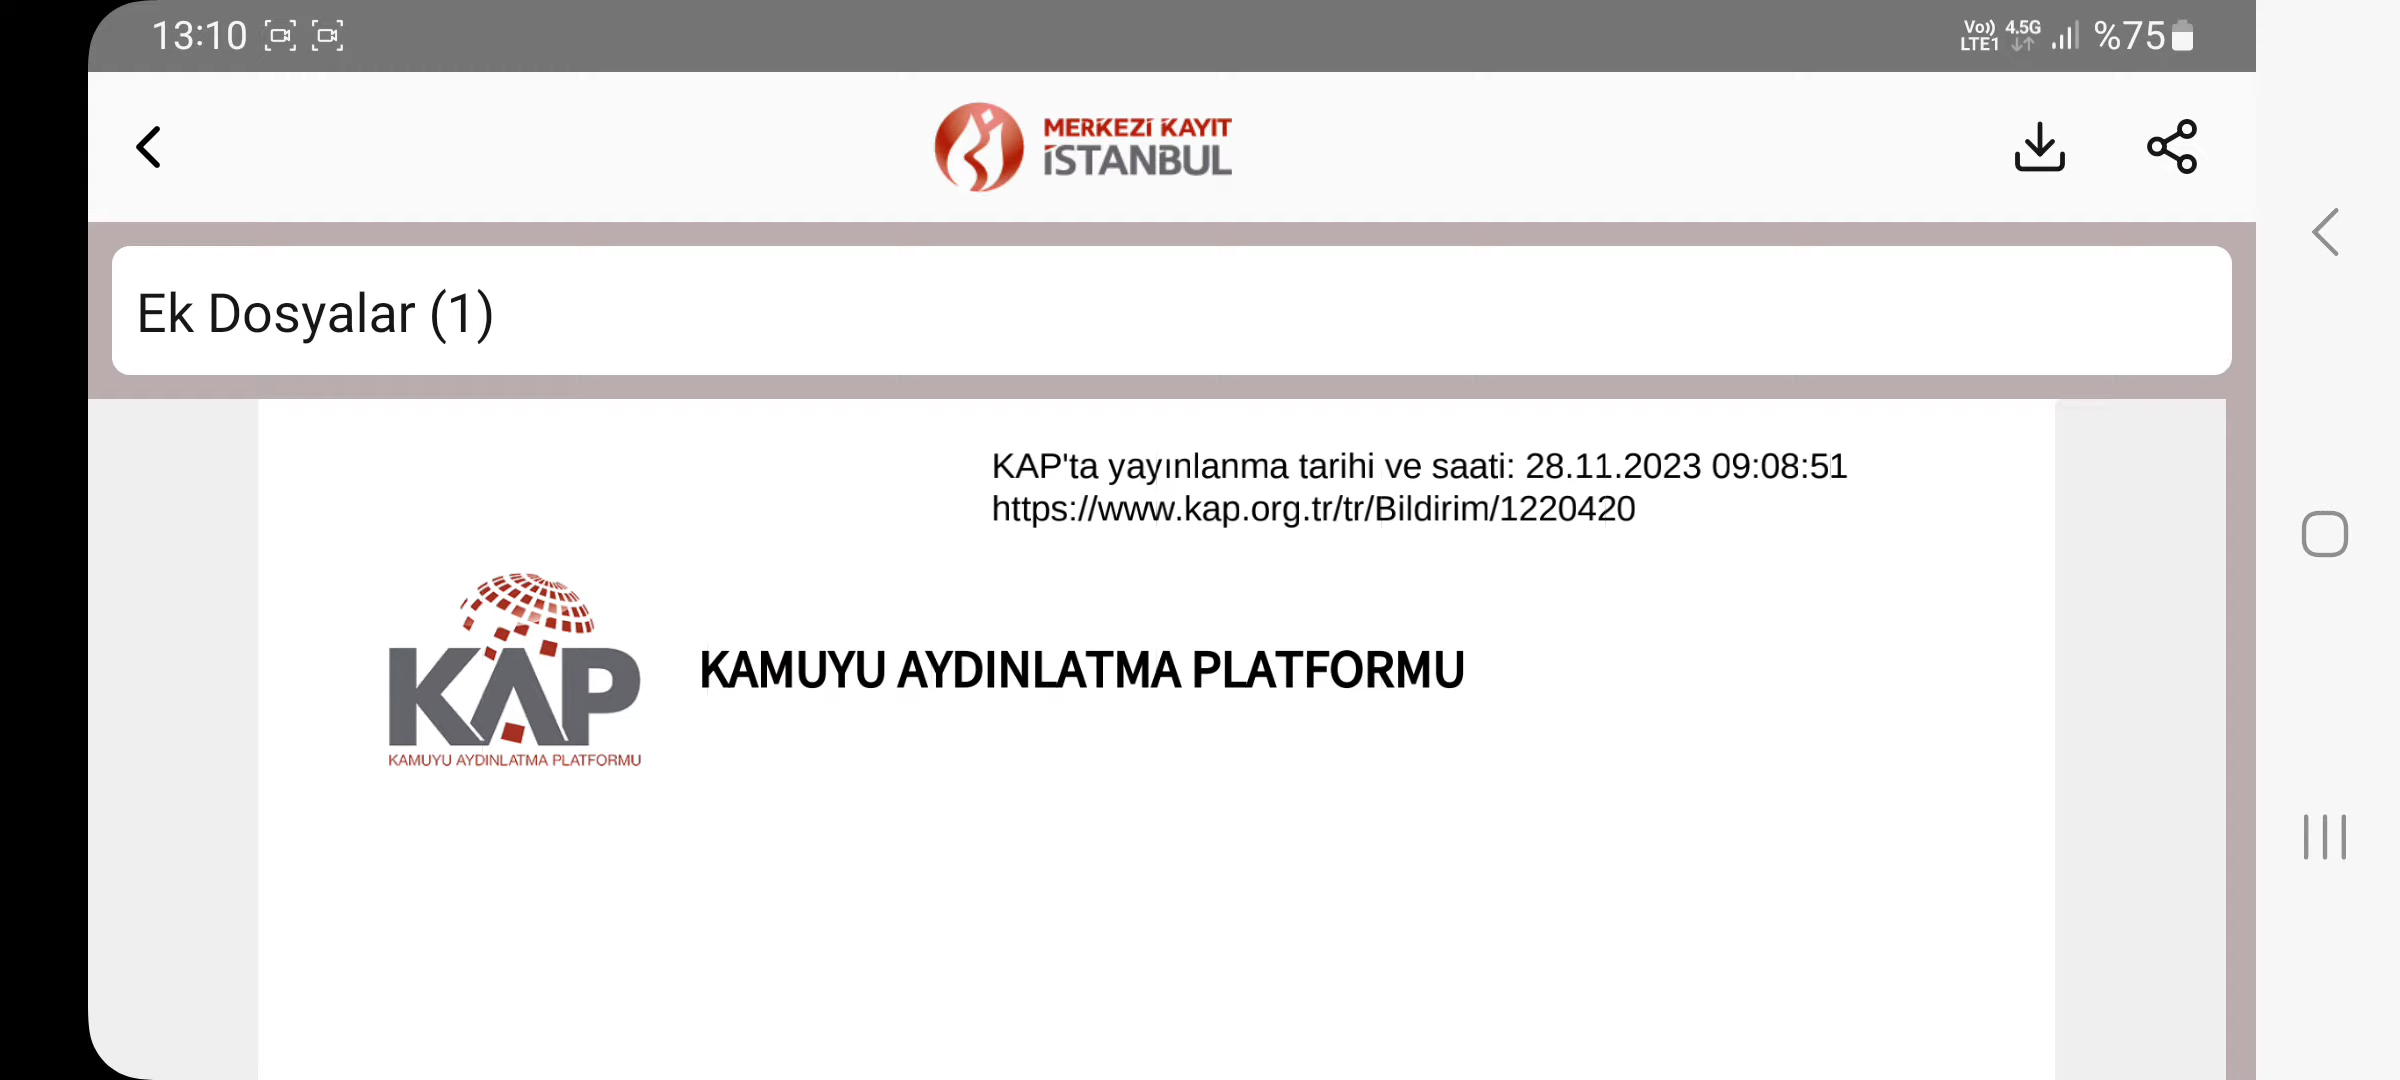 13:10
Vo)) 4.5G
LTE1
%75
MERKEZİ KAYIT
İSTANBUL
Ek Dosyalar (1)
KAP'ta yayınlanma tarihi ve saati: 28.11.2023 09:08:51
https://www.kap.org.tr/tr/Bildirim/1220420
KAP
KAMUYU AYDINLATMA PLATFORMU
KAMUYU AYDINLATMA PLATFORMU